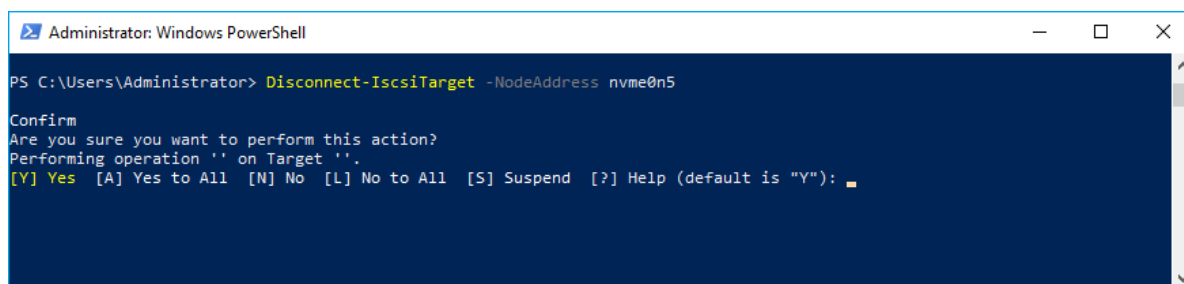 Administrator: Windows PowerShell
PS C:\Users\Administrator> Disconnect-IscsiTarget -NodeAddress nvme0n5
Confirm
Are you sure you want to perform this action?
Performing operation '' on Target ''.
[Y] Yes  [A] Yes to All  [N] No  [L] No to All  [S] Suspend  [?] Help (default is "Y"):